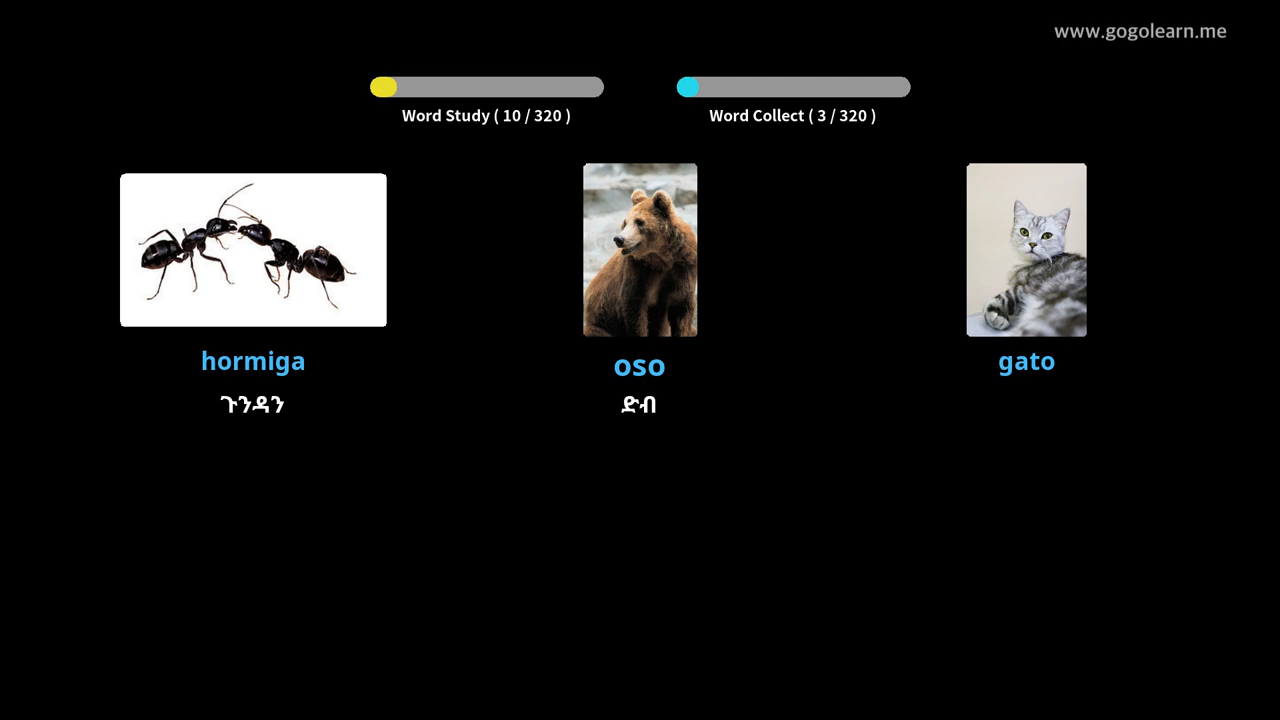 www.gogolearn.me
Word Study ( 10 / 320 )
Word Collect ( 3 / 320 )
hormiga
oso
gato
ጉንዳን
ድብ